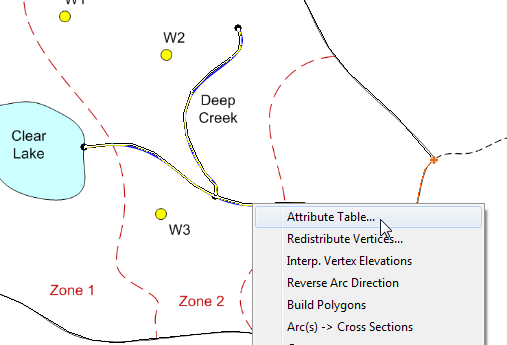 W1
W2
Deep
Creek
Clear
Lake
W3
Attribute Table...
Redistribute Vertices...
Interp. Vertex Elevations
Reverse Arc Direction
Build Polygons
Arc(s) -> Cross Sections
Zone 1
Zone 2